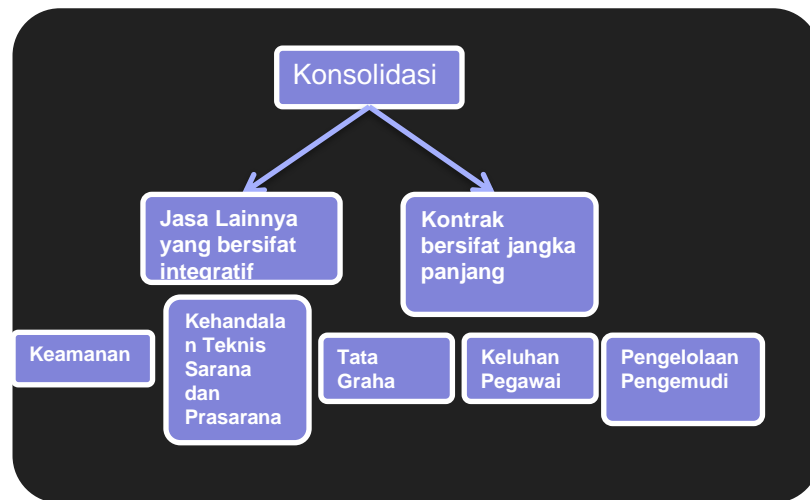 Konsolidasi
Jasa Lainnya
yang bersifat
integratif
Kontrak
bersifat jangka
panjang
Keamanan
Kehandala
n Teknis
Sarana
dan
Prasarana
Tata
Graha
Keluhan
Pegawai
Pengelolaan
Pengemudi